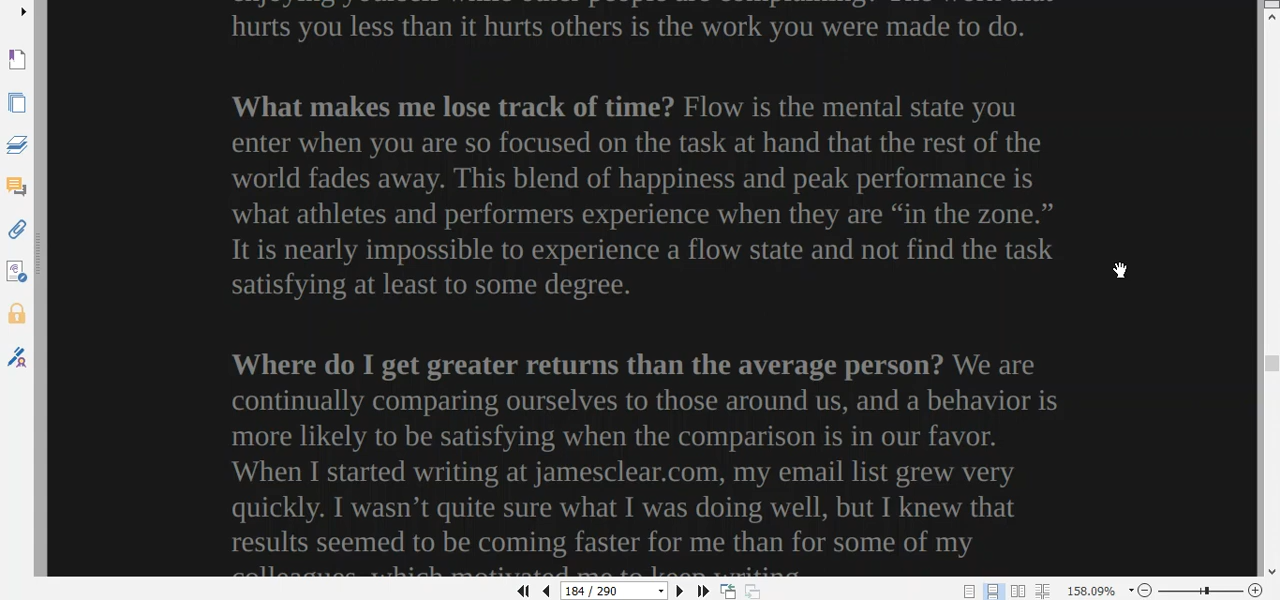 hurts you less than it hurts others is the work you were made to do.
What makes me lose track of time? Flow is the mental state you
enter when you are so focused on the task at hand that the rest of the
world fades away. This blend of happiness and peak performance is
what athletes and performers experience when they are “in the zone.”
It is nearly impossible to experience a flow state and not find the task
satisfying at least to some degree.
Where do I get greater returns than the average person? We are
continually comparing ourselves to those around us, and a behavior is
more likely to be satisfying when the comparison is in our favor.
When I started writing at jamesclear.com, my email list grew very
quickly. I wasn’t quite sure what I was doing well, but I knew that
results seemed to be coming faster for me than for some of my
colleagues, which motivated me to keep writing.
184 / 290
158.09%